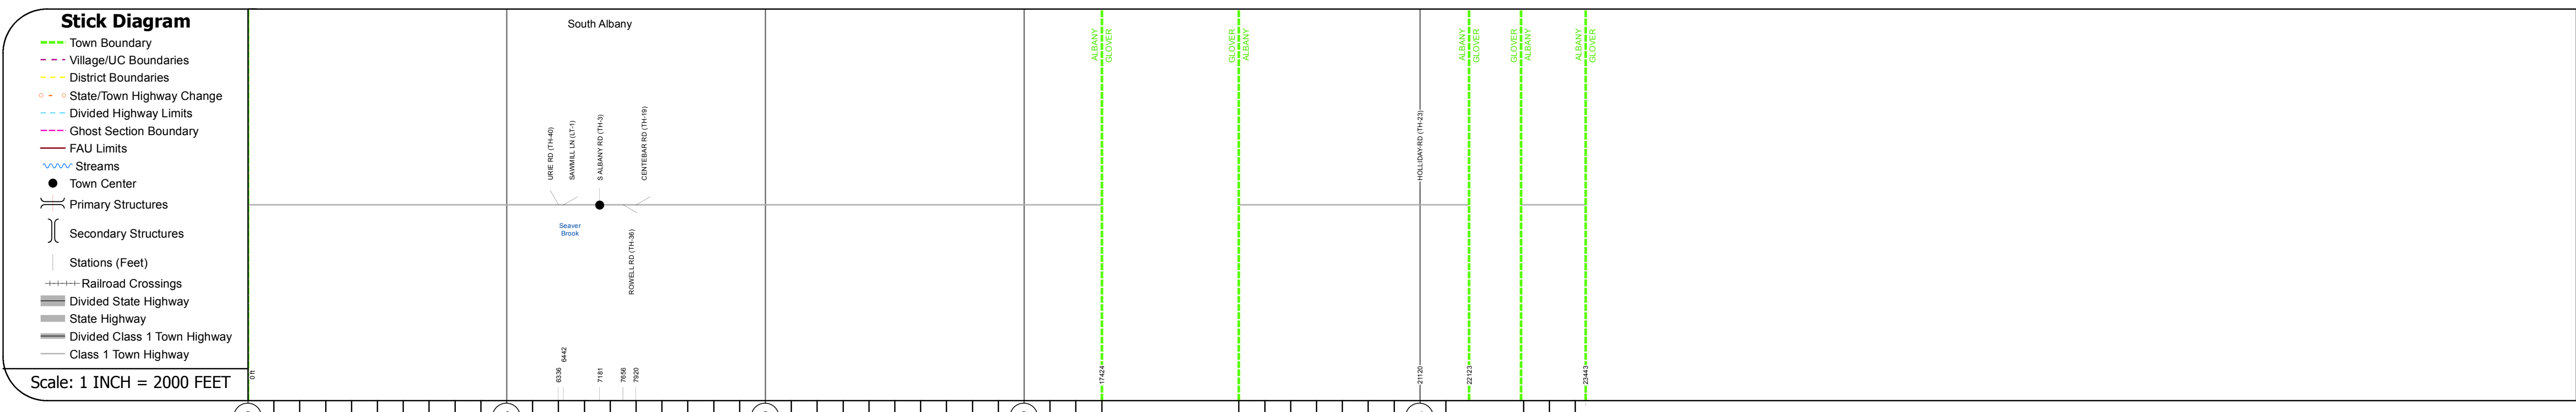 Stick Diagram
Town Boundary
Village/UC Boundaries
District Boundaries
State/Town Highway Change
Divided Highway Limits
Ghost Section Boundary
FAU Limits
Streams
Town Center
Primary Structures
Secondary Structures
Stations (Feet)
Railroad Crossings
Divided State Highway
State Highway
Divided Class 1 Town Highway
Class 1 Town Highway
Scale: 1 INCH = 2000 FEET
South Albany
URIE RD (TH-40)
SAWMILL LN (LT-1)
S ALBANY RD (TH-3)
CENTEBAR RD (TH-19)
ROWELL RD (TH-36)
Seaver
Brook
HOLLIDAY RD (TH-23)
ALBANY
GLOVER
GLOVER
ALBANY
ALBANY
GLOVER
GLOVER
ALBANY
ALBANY
GLOVER
0 ft
6336
6442
7181
7656
7920
17424
21120
22123
23443